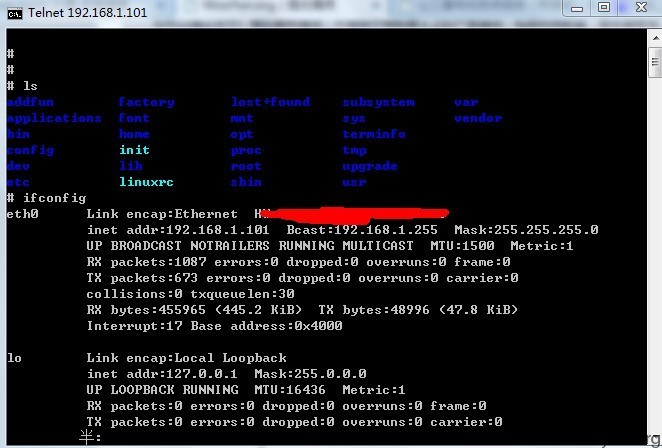 Telnet 192.168.1.101
#
#
# ls
addfun factory lost+found subsystem var
applications font mnt sys vendor
bin home opt terminfo
config init proc tmp
dev lib root upgrade
etc linuxrc sbin usr
# ifconfig
eth0 Link encap:Ethernet
inet addr:192.168.1.101 Bcast:192.168.1.255 Mask:255.255.255.0
UP BROADCAST NOTRAILERS RUNNING MULTICAST MTU:1500 Metric:1
RX packets:1087 errors:0 dropped:0 overruns:0 frame:0
TX packets:673 errors:0 dropped:0 overruns:0 carrier:0
collisions:0 txqueuelen:30
RX bytes:455965 (445.2 KiB) TX bytes:48996 (47.8 KiB)
Interrupt:17 Base address:0x4000
lo Link encap:Local Loopback
inet addr:127.0.0.1 Mask:255.0.0.0
UP LOOPBACK RUNNING MTU:16436 Metric:1
RX packets:0 errors:0 dropped:0 overruns:0 frame:0
TX packets:0 errors:0 dropped:0 overruns:0 carrier:0
半: